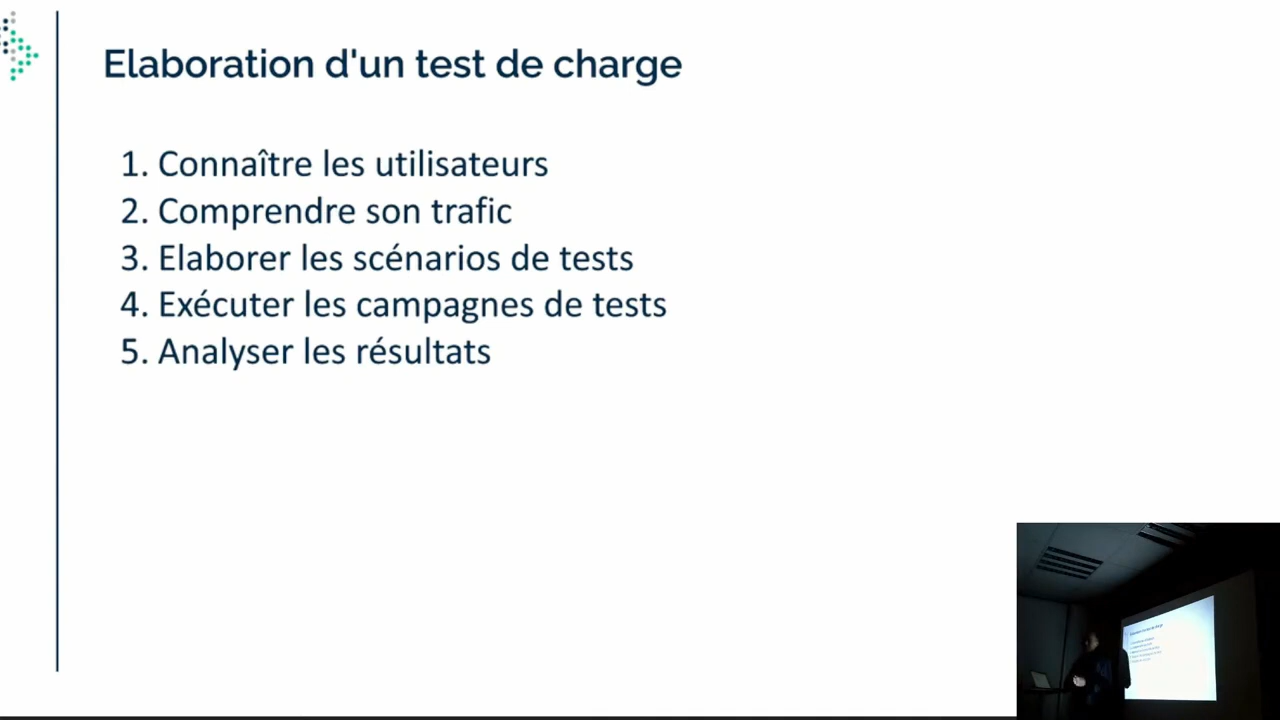 Elaboration d'un test de charge
1. Connaître les utilisateurs
2. Comprendre son trafic
3. Elaborer les scénarios de tests
4. Exécuter les campagnes de tests
5. Analyser les résultats